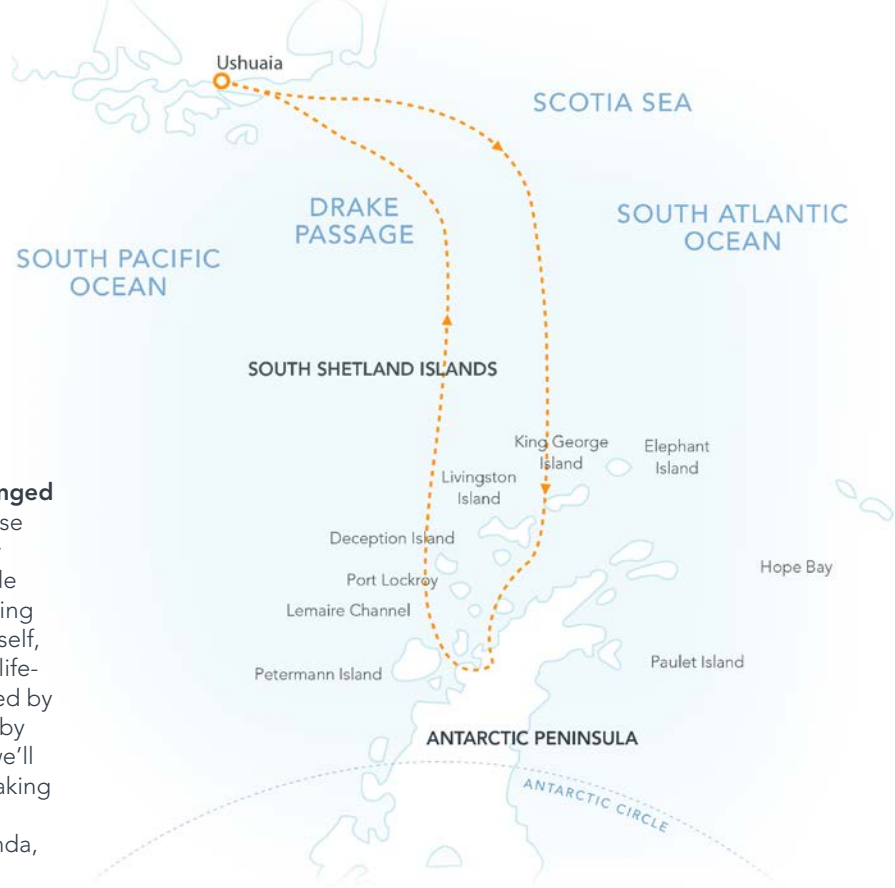 Ushuaia
SCOTIA SEA
DRAKE
PASSAGE
SOUTH ATLANTIC
OCEAN
SOUTH PACIFIC
OCEAN
SOUTH SHETLAND ISLANDS
King George
Island
Elephant
Island
Livingston
Island
Deception Island
Port Lockroy
Lemaire Channel
Hope Bay
Petermann Island
Paulet Island
ANTARCTIC PENINSULA
ANTARCTIC CIRCLE
nged
se
le
ing
self,
life-
ed by
by
e'll
aking
nda,